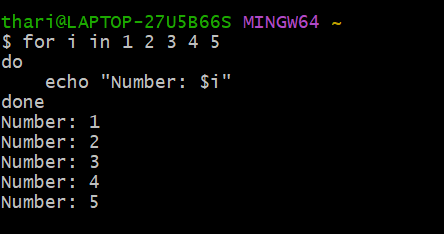 thari@LAPTOP-27U5B66S MINGW64 ~
$ for i in 1 2 3 4 5
do
    echo "Number: $i"
done
Number: 1
Number: 2
Number: 3
Number: 4
Number: 5